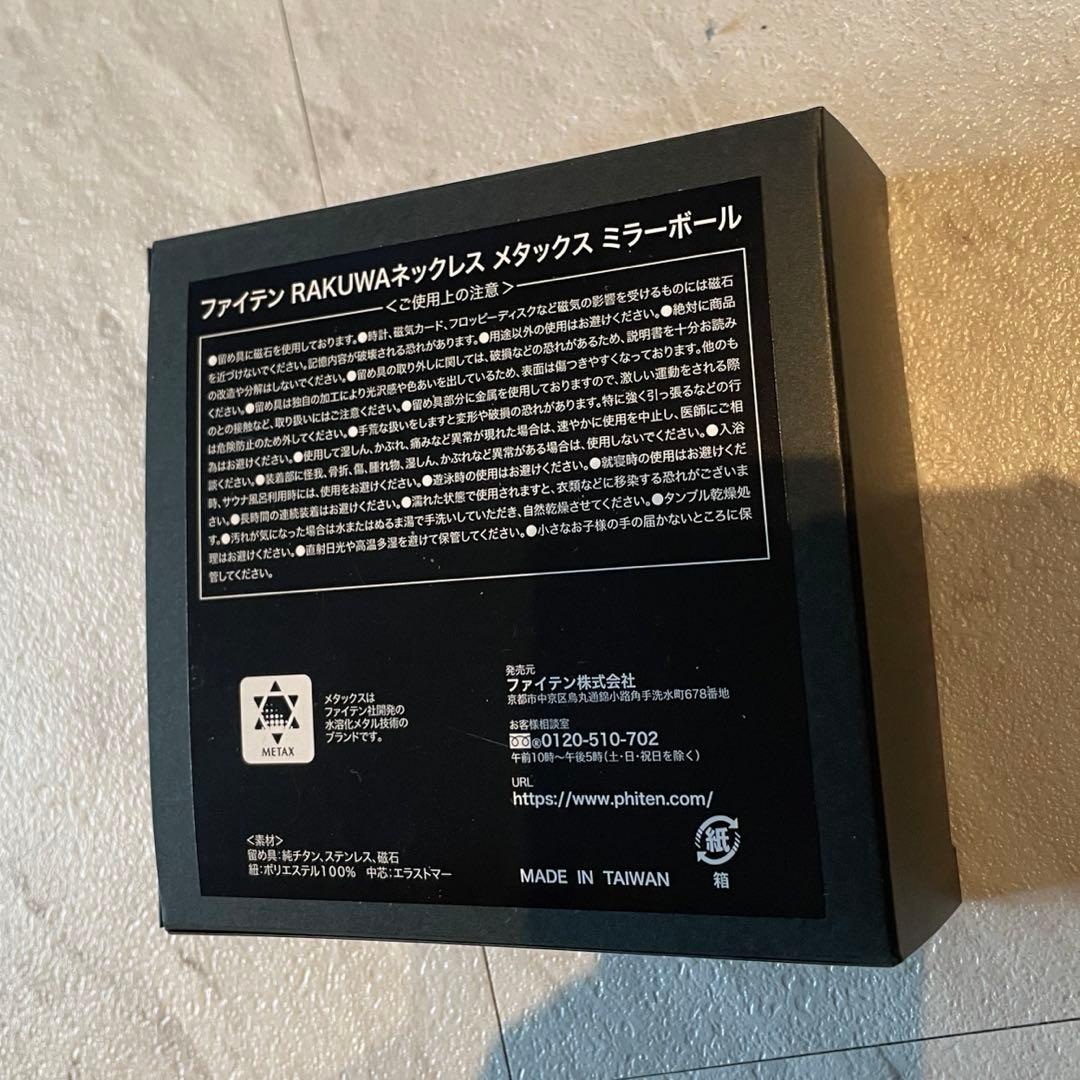 ファイテン RAKUWAネックレス メタックス ミラーボール
<ご使用上の注意>
●留め具に磁石を使用しております。●時計、磁気カード、フロッピーディスクなど磁気の影響を受けるものには磁石
を近づけないでください。記憶内容が破壊される恐れがあります。●用途以外の使用はお避けください。●絶対に商品
の改造や分解はしないでください。●留め具の取り外しに関しては、破損などの恐れがあるため、説明書を十分お読み
ください。●留め具は独自の加工により光沢感や色あいを出しているため、表面は傷つきやすくなっております。他のも
のとの接触など、取り扱いにはご注意ください。●留め具部分に金属を使用しておりますので、激しい運動をされる際
は危険防止のため外してください。●手荒な扱いをしますと変形や破損の恐れがあります。特に強く引っ張るなどの行
為はお避けください。●使用して湿しん、かぶれ、痛みなど異常が現れた場合は、速やかに使用を中止し、医師にご相
談ください。●装着部に怪我、骨折、傷、腫れ物、湿しん、かぶれなど異常がある場合は、使用しないでください。●入浴
時、サウナ風呂利用時には、使用をお避けください。●遊泳時の使用はお避けください。●就寝時の使用はお避けくだ
さい。●長時間の連続装着はお避けください。●濡れた状態で使用されますと、衣類などに移染する恐れがございま
す。●汚れが気になった場合は水またはぬるま湯で手洗いしていただき、自然乾燥させてください。●タンブル乾燥処
理はお避けください。●直射日光や高温多湿を避けて保管してください。●小さなお子様の手の届かないところに保
管してください。
METAX
メタックスは
ファイテン社開発の
水溶化メタル技術の
ブランドです。
発売元
ファイテン株式会社
京都市中京区烏丸通錦小路角手洗水町678番地
お客様相談室
®0120-510-702
午前10時〜午後5時(土・日・祝日を除く)
URL
https://www.phiten.com/
<素材>
留め具:純チタン、ステンレス、磁石
紐:ポリエステル100% 中芯:エラストマー
MADE IN TAIWAN
紙
箱